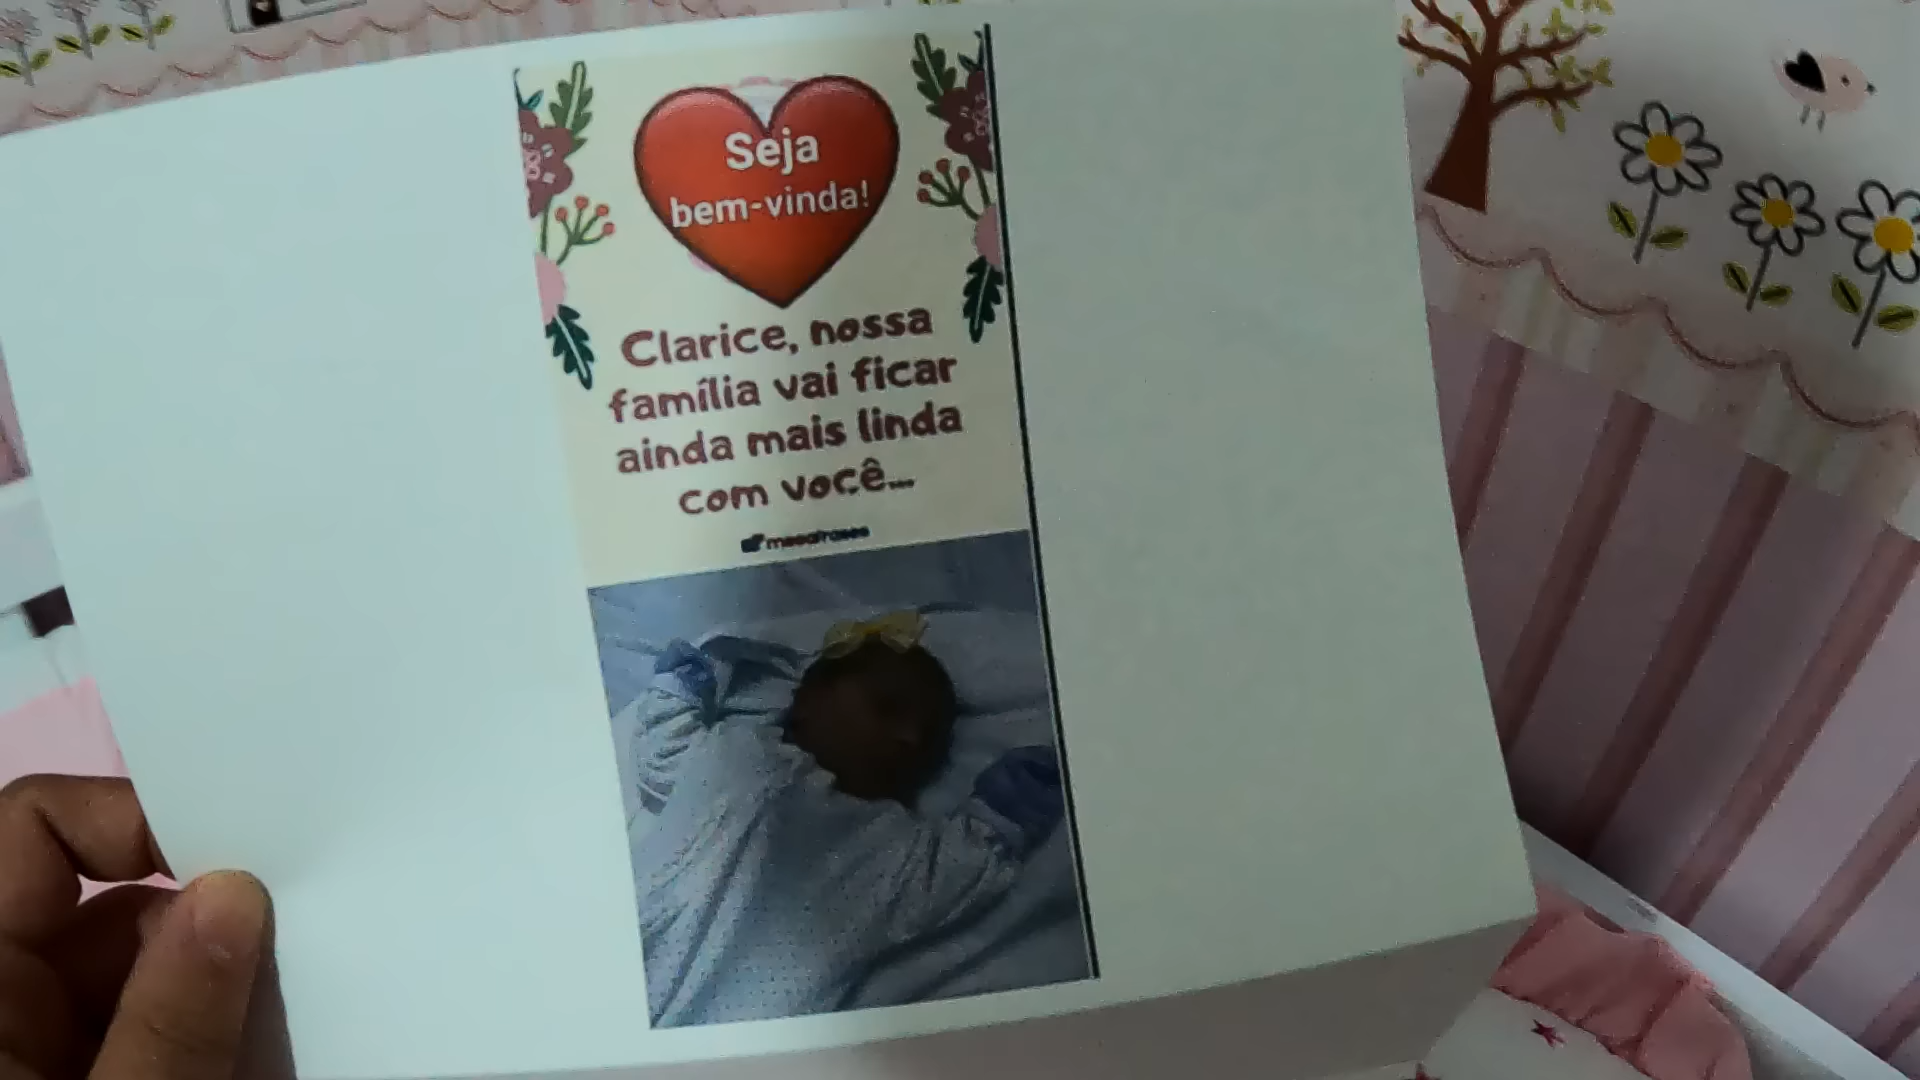 Seja
bem-vinda!
Clarice, nossa
família vai ficar
ainda mais linda
com você...